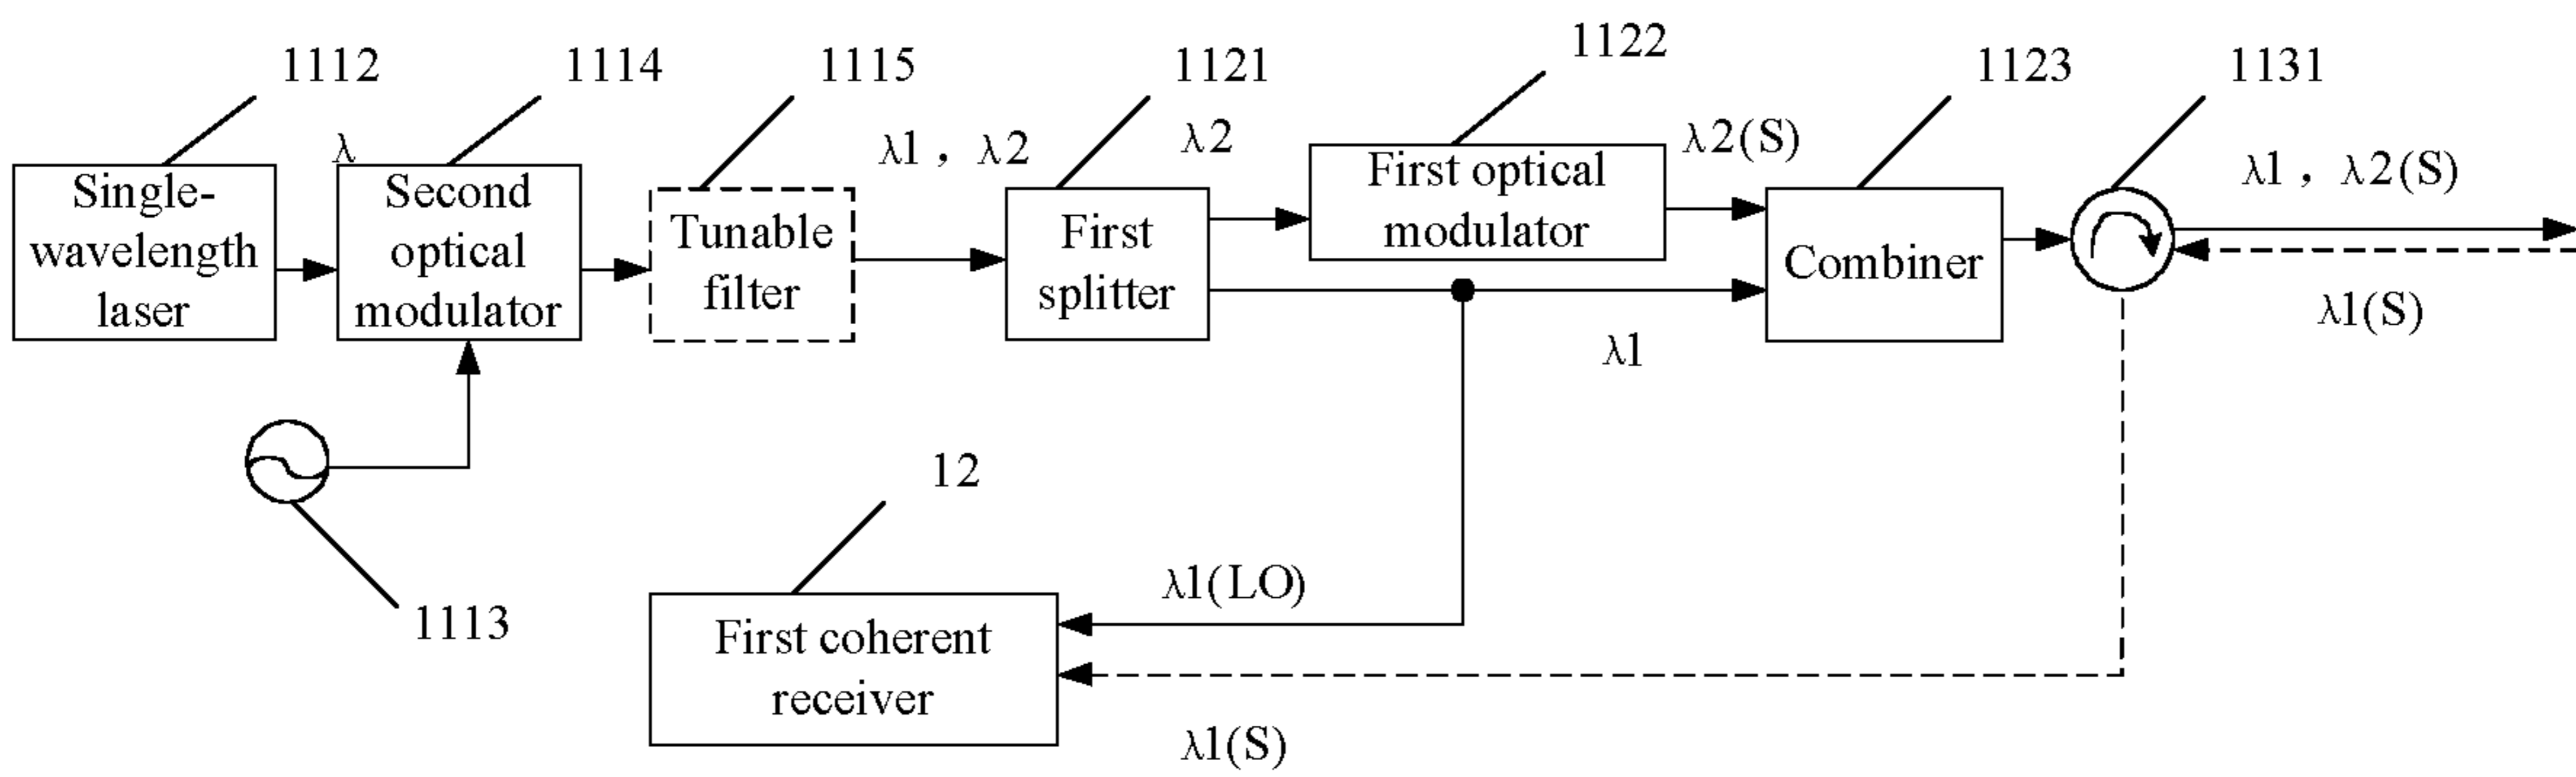 1112
1114
1115
1121
1122
1123
1131
λ
λ1 , λ2
λ2
λ2(S)
λ1 , λ2(S)
Single-
wavelength
laser
Second
optical
modulator
Tunable
filter
First
splitter
First optical
modulator
Combiner
λ1(S)
λ1
12
1113
λ1(LO)
First coherent
receiver
λ1(S)